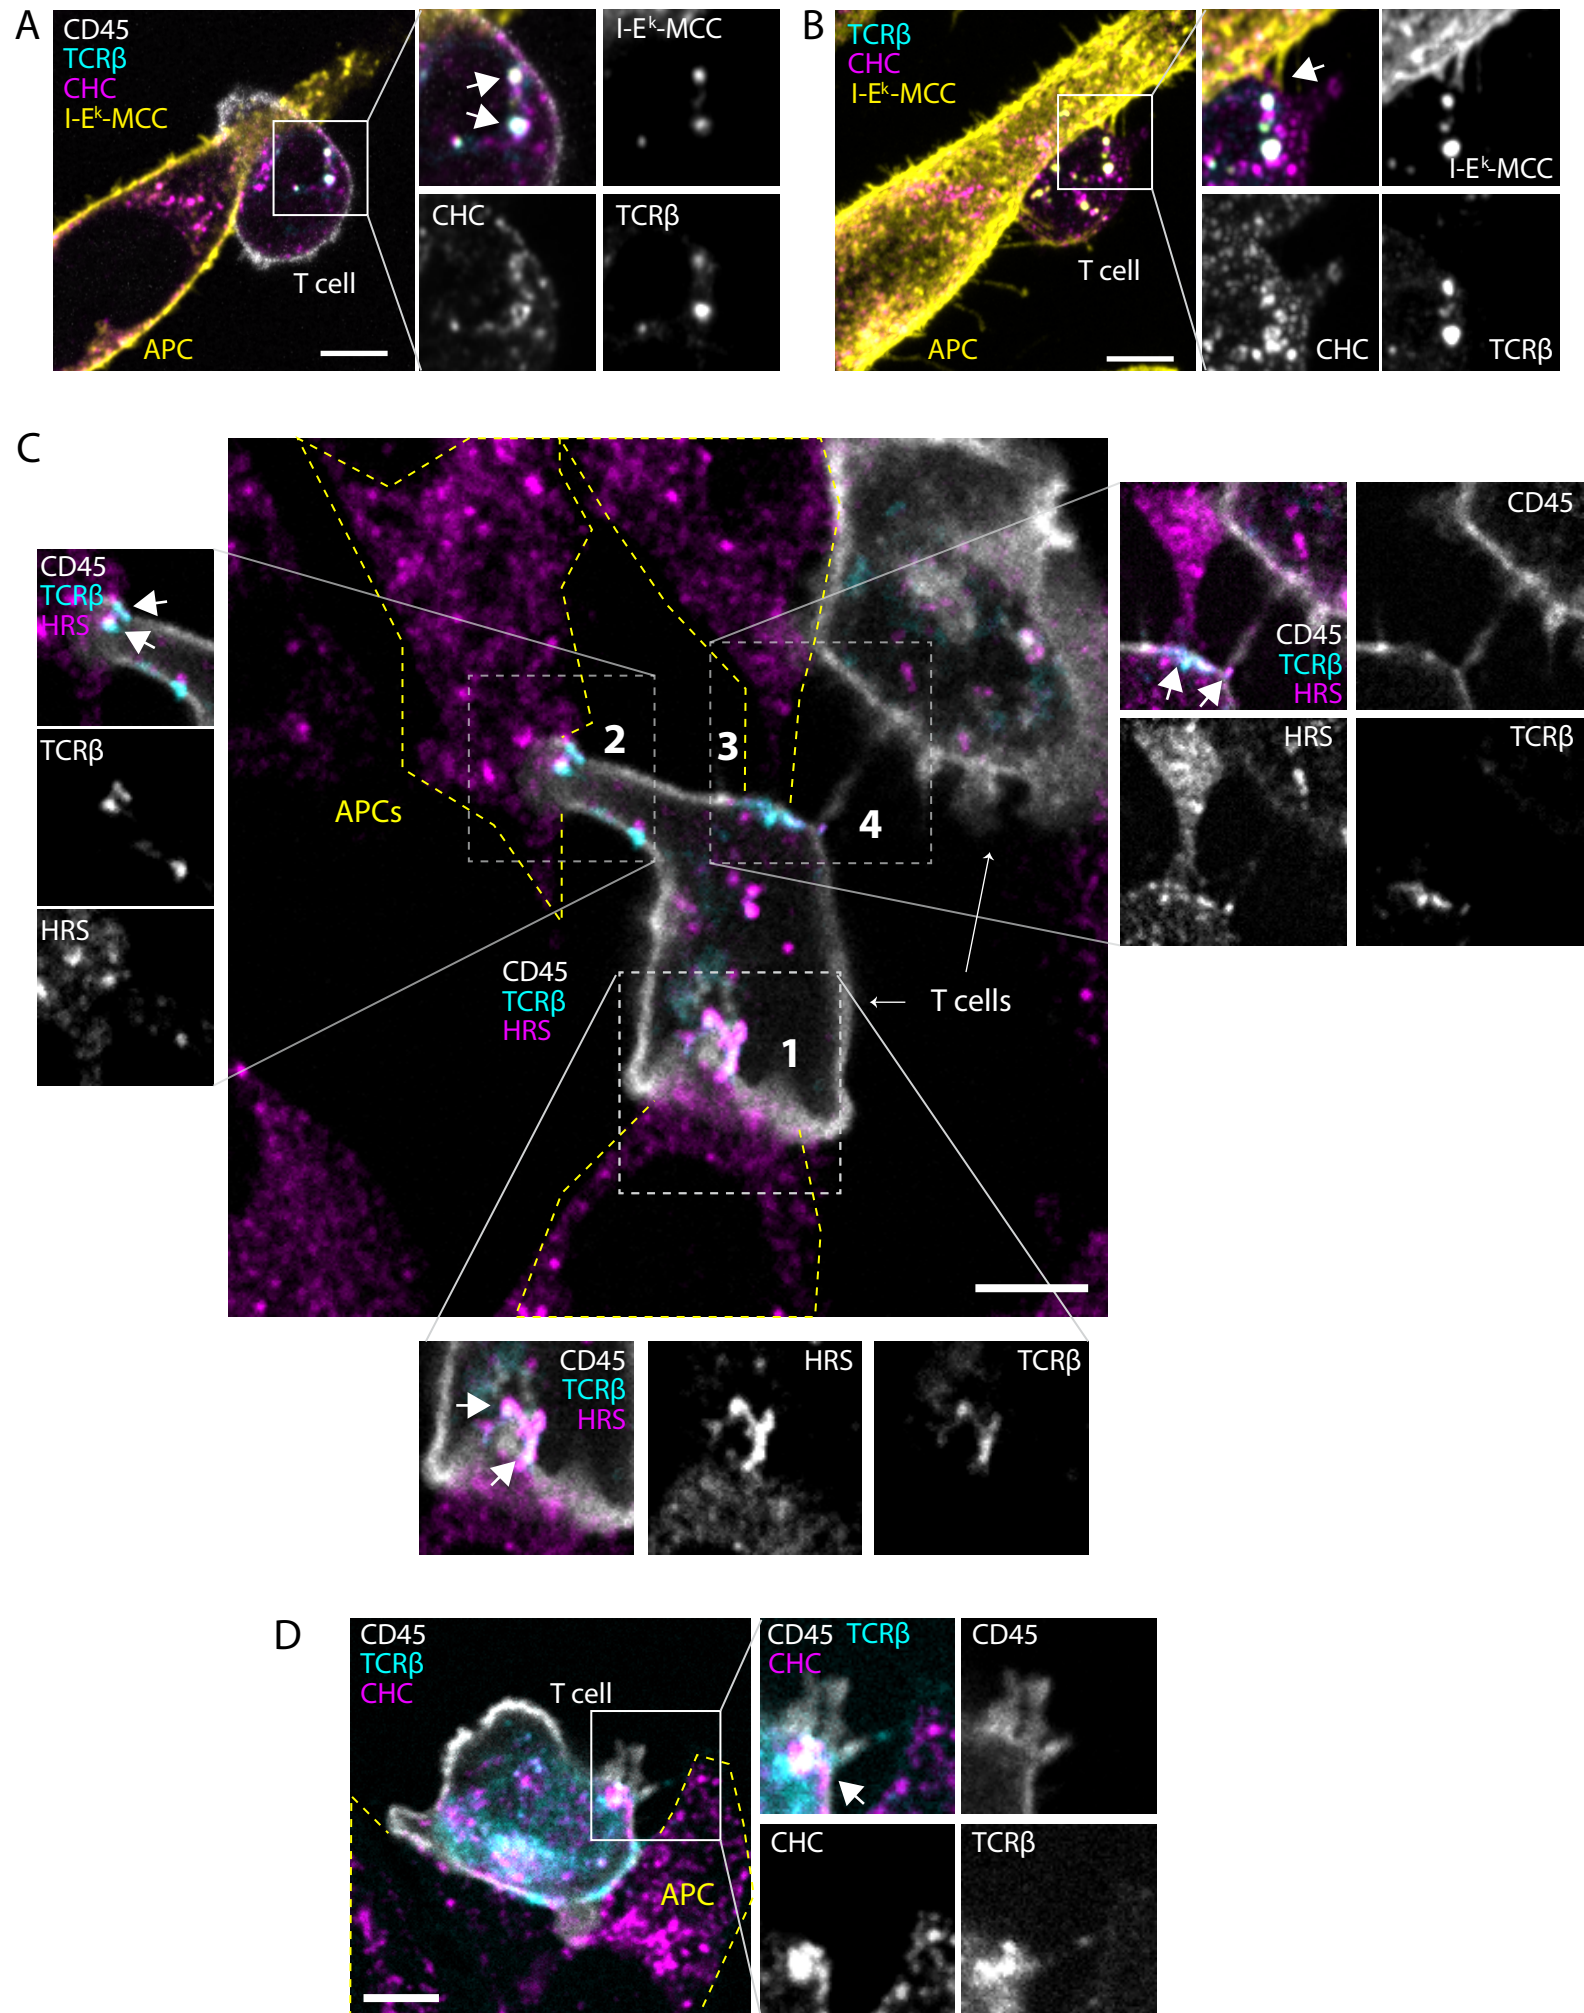 A
CD45
TCRβ
CHC
I-Eᵏ-MCC
T cell
APC
I-Eᵏ-MCC
CHC
TCRβ
B
TCRβ
CHC
I-Eᵏ-MCC
T cell
APC
I-Eᵏ-MCC
CHC
TCRβ
C
CD45
TCRβ
HRS
TCRβ
HRS
APCs
2
3
4
CD45
TCRβ
HRS
1
T cells
CD45
CD45
TCRβ
HRS
HRS
TCRβ
CD45
TCRβ
HRS
HRS
TCRβ
D
CD45
TCRβ
CHC
T cell
APC
CD45 TCRβ
CHC
CD45
CHC
TCRβ